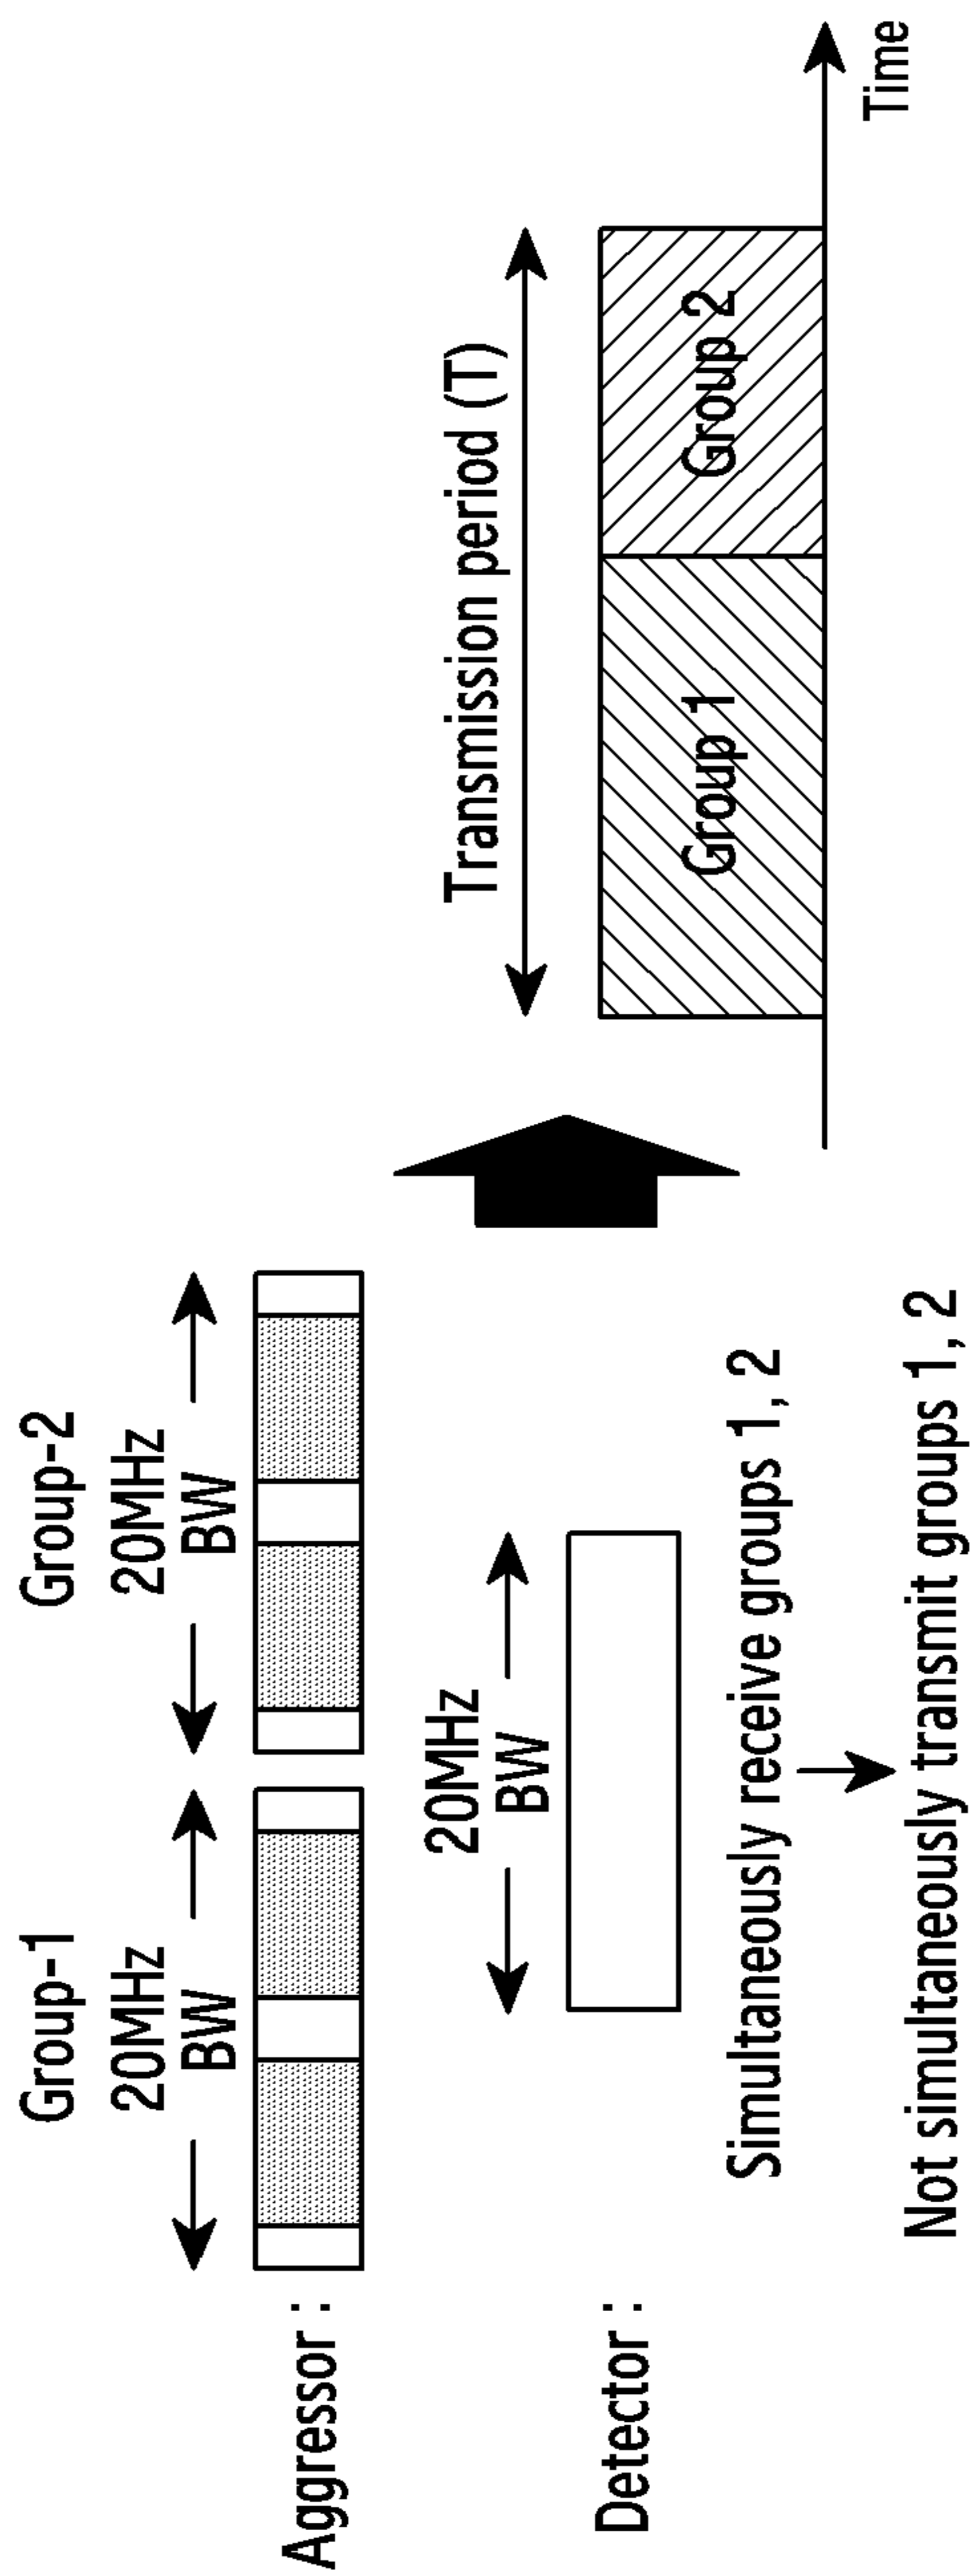 Group-1
20MHz
BW
Group-2
20MHz
BW
Aggressor :
20MHz
BW
Detector :
Simultaneously receive groups 1, 2
Not simultaneously transmit groups 1, 2
Transmission period (T)
Group 1
Group 2
Time